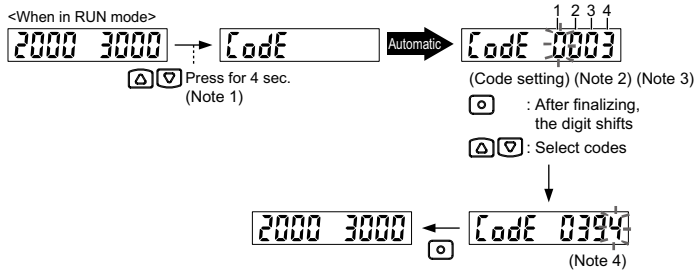 <When in RUN mode>
2000 3000
Press for 4 sec.
(Note 1)
CodE
Automatic
1 2 3 4
CodE 0003
(Code setting) (Note 2) (Note 3)
: After finalizing,
the digit shifts
: Select codes
CodE 0394
(Note 4)
2000 3000